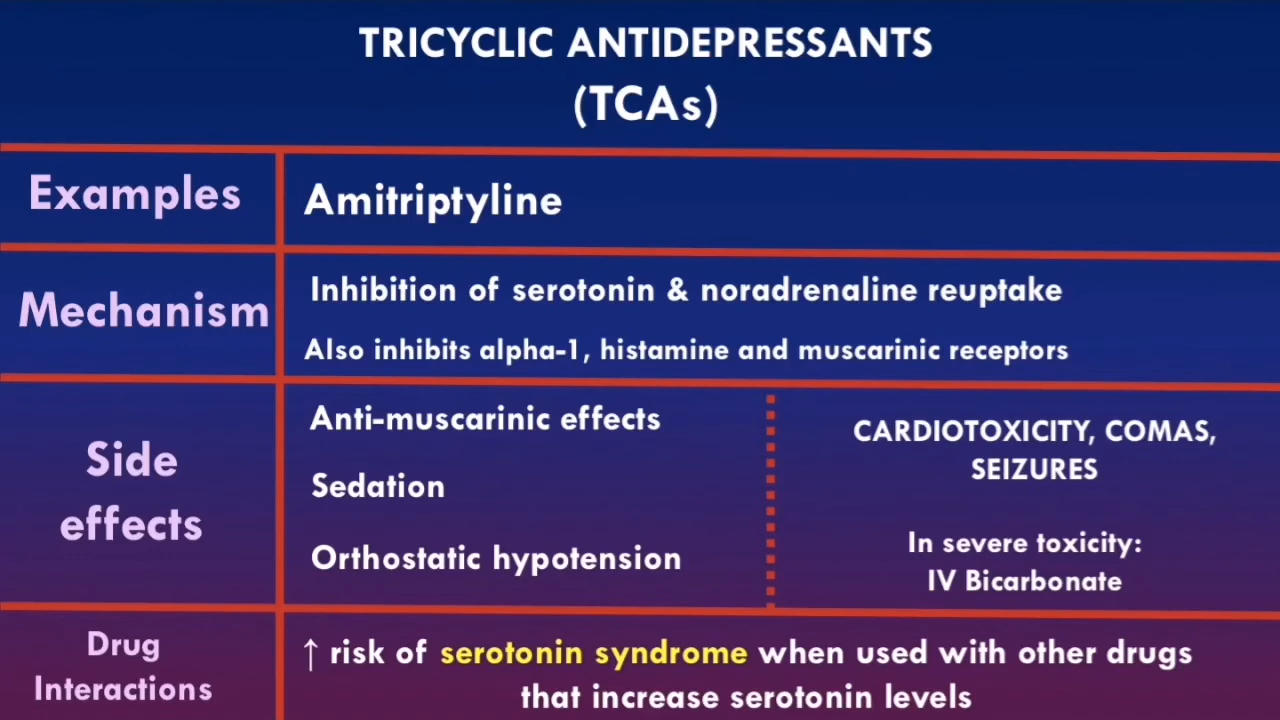 TRICYCLIC ANTIDEPRESSANTS
(TCAs)
Examples
Amitriptyline
Mechanism
Inhibition of serotonin & noradrenaline reuptake
Also inhibits alpha-1, histamine and muscarinic receptors
Side
effects
Anti-muscarinic effects
Sedation
Orthostatic hypotension
CARDIOTOXICITY, COMAS,
SEIZURES
In severe toxicity:
IV Bicarbonate
Drug
Interactions
↑ risk of serotonin syndrome when used with other drugs
that increase serotonin levels